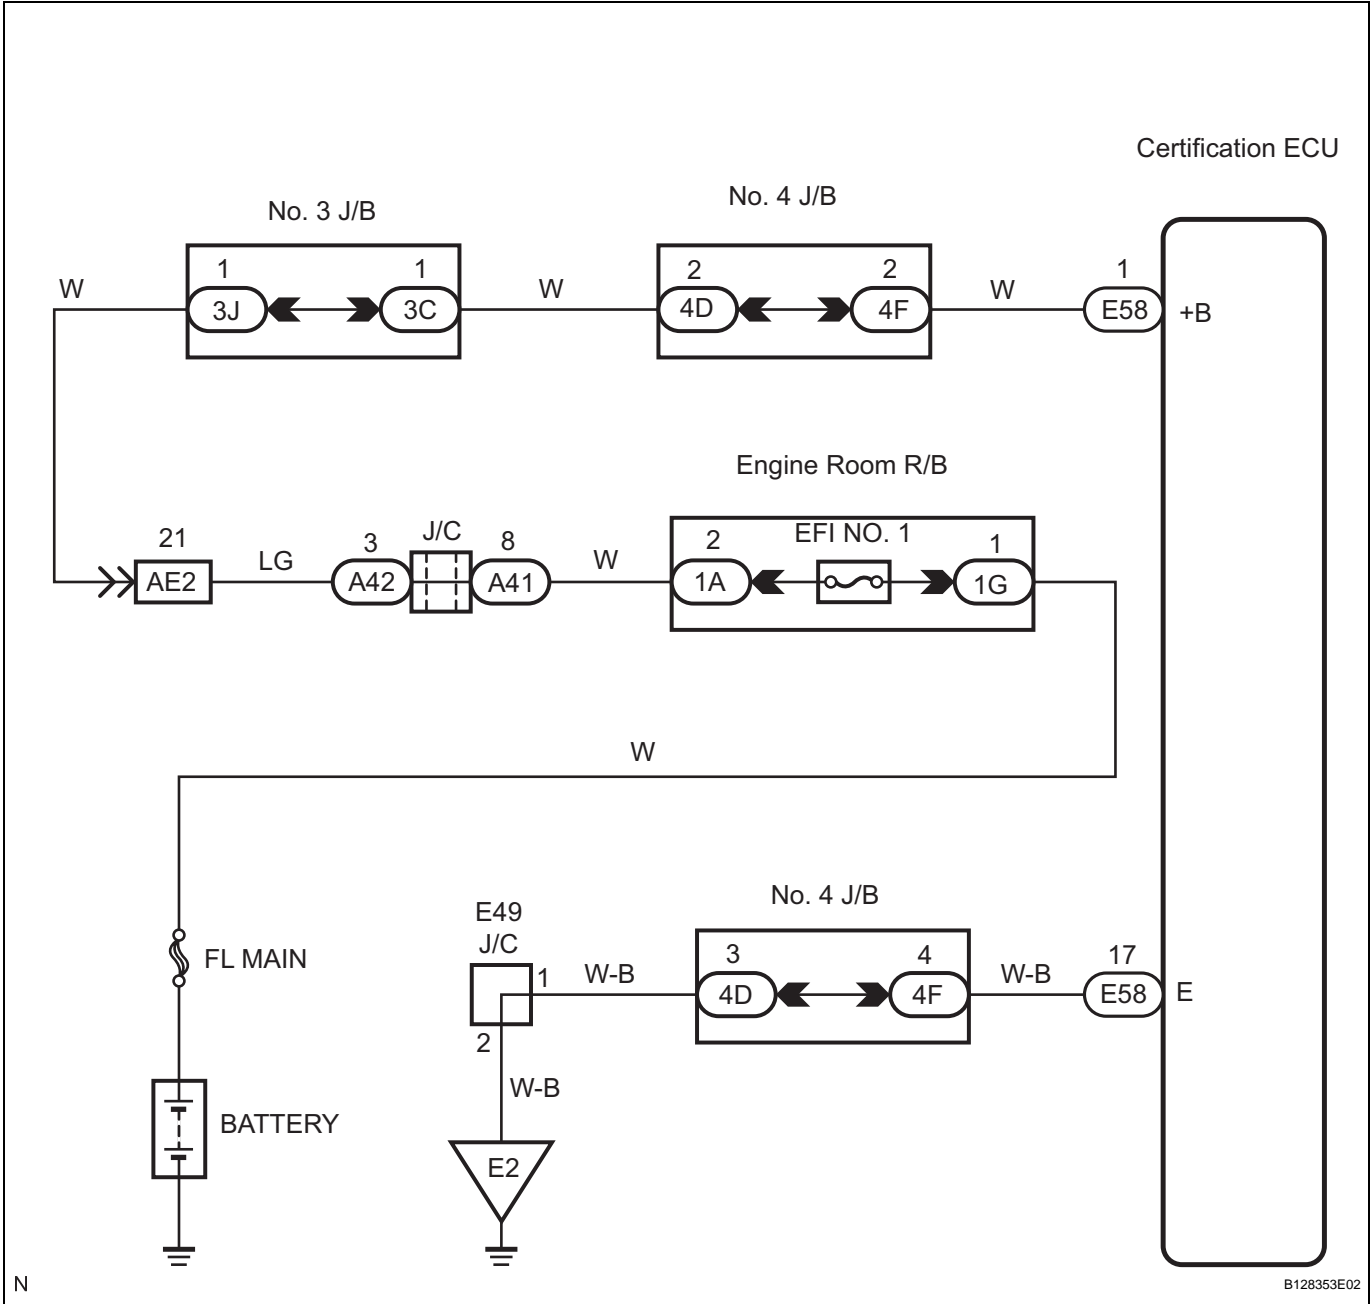 Certification ECU
No. 3 J/B
No. 4 J/B
1
1
2
2
1
W
3J
3C
W
4D
4F
W
E58
+B
Engine Room R/B
21
LG
3
J/C
8
W
2
EFI NO. 1
1
AE2
A42
A41
1A
1G
W
No. 4 J/B
E49
J/C
FL MAIN
1
W-B
3
4
W-B
17
4D
4F
E58
E
2
W-B
BATTERY
E2
N
B128353E02